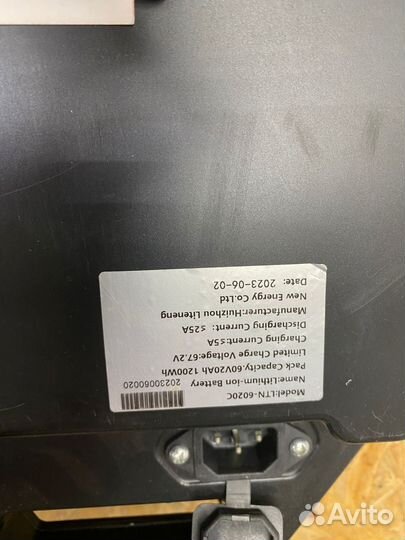 Model:LTN-6020C
Name:Lithium-ion Battery 20230060020
Pack Capacity:60V20Ah 1200Wh
Limited Charge Voltage:67.2V
Charging Current:≤5A
Discharging Current: ≤25A
Manufacturer:Huizhou Liteneng
New Energy Co.Ltd
Date: 2023-06-02
Avito